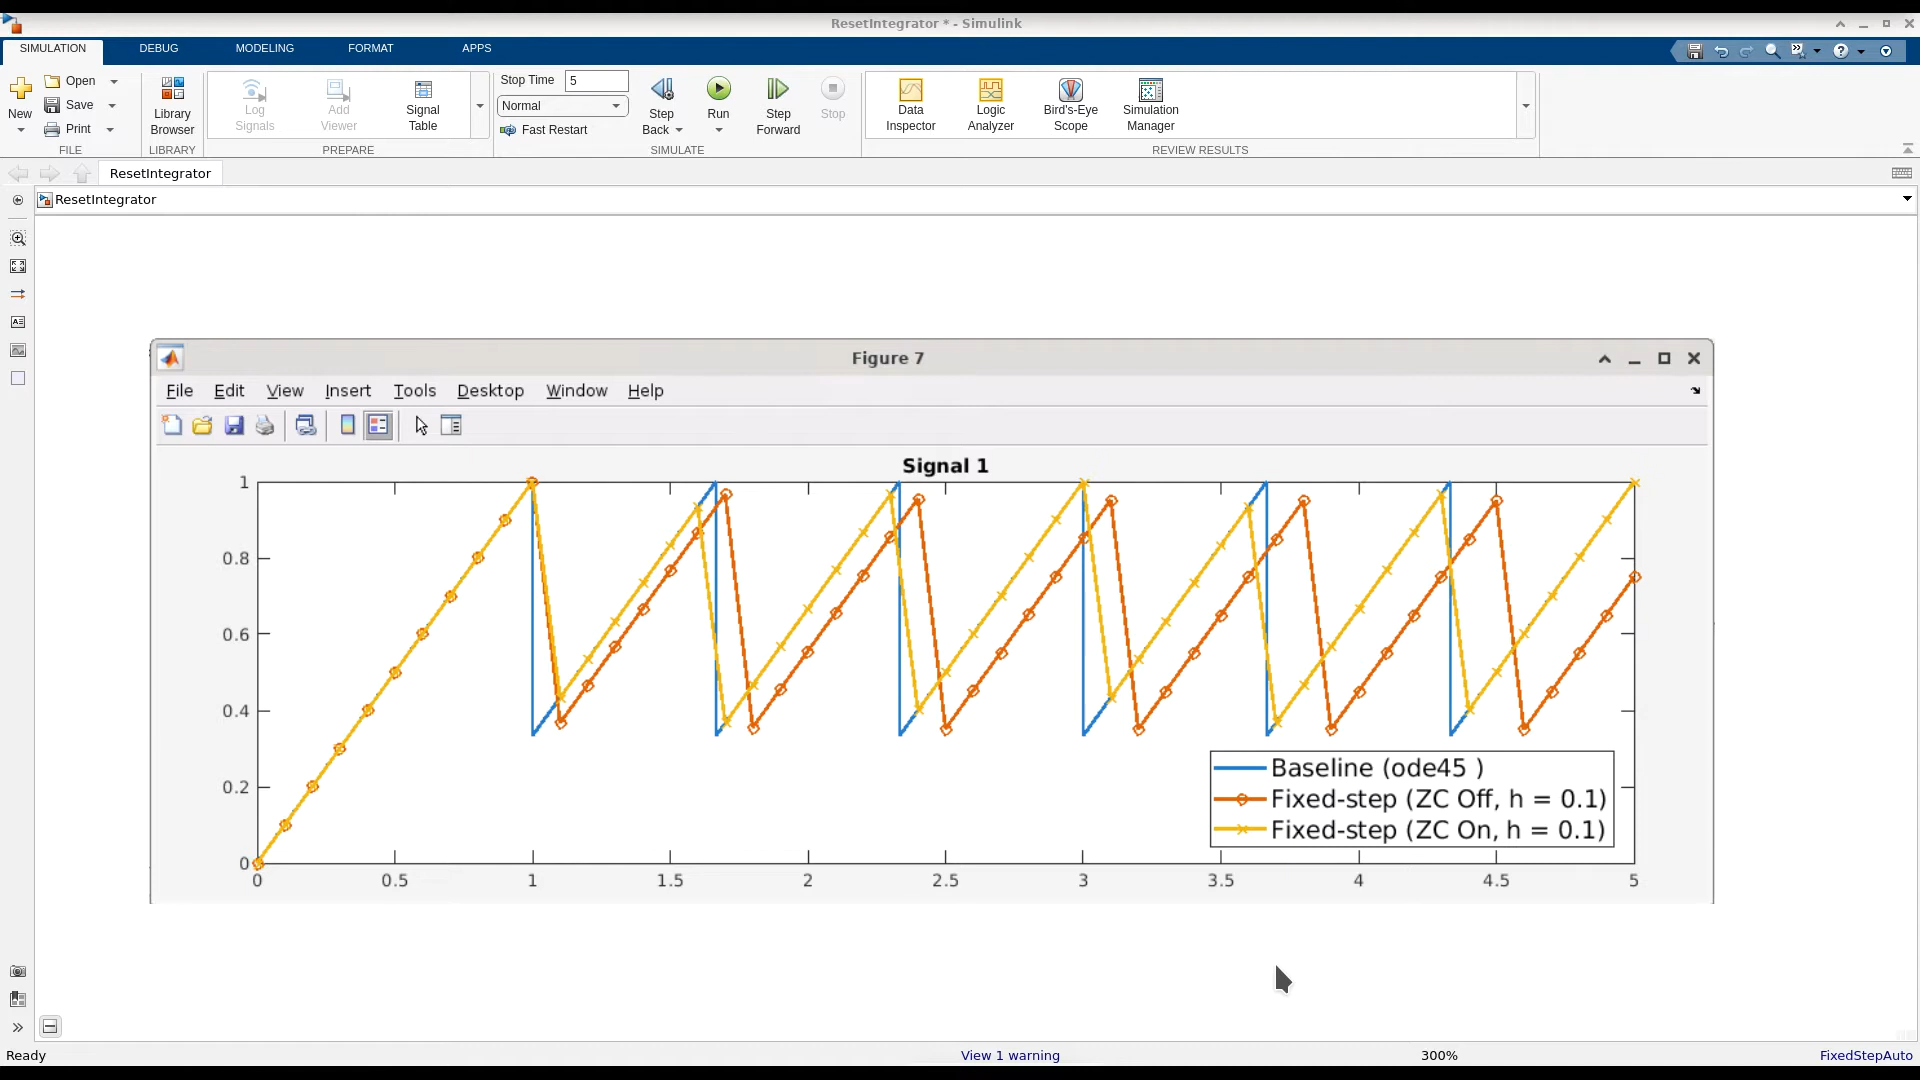 ResetIntegrator * - Simulink
SIMULATION DEBUG MODELING FORMAT APPS
New
Open
Save
Print
FILE
Library
Browser
LIBRARY
Log
Signals
Add
Viewer
Signal
Table
PREPARE
Stop Time 5
Normal
Fast Restart
Step
Back
Run
Step
Forward
Stop
SIMULATE
Data
Inspector
Logic
Analyzer
Bird's-Eye
Scope
Simulation
Manager
REVIEW RESULTS
ResetIntegrator
ResetIntegrator
Figure 7
File Edit View Insert Tools Desktop Window Help
Signal 1
1
0.8
0.6
0.4
0.2
0
0 0.5 1 1.5 2 2.5 3 3.5 4 4.5 5
Baseline (ode45 )
Fixed-step (ZC Off, h = 0.1)
Fixed-step (ZC On, h = 0.1)
Ready View 1 warning 300% FixedStepAuto